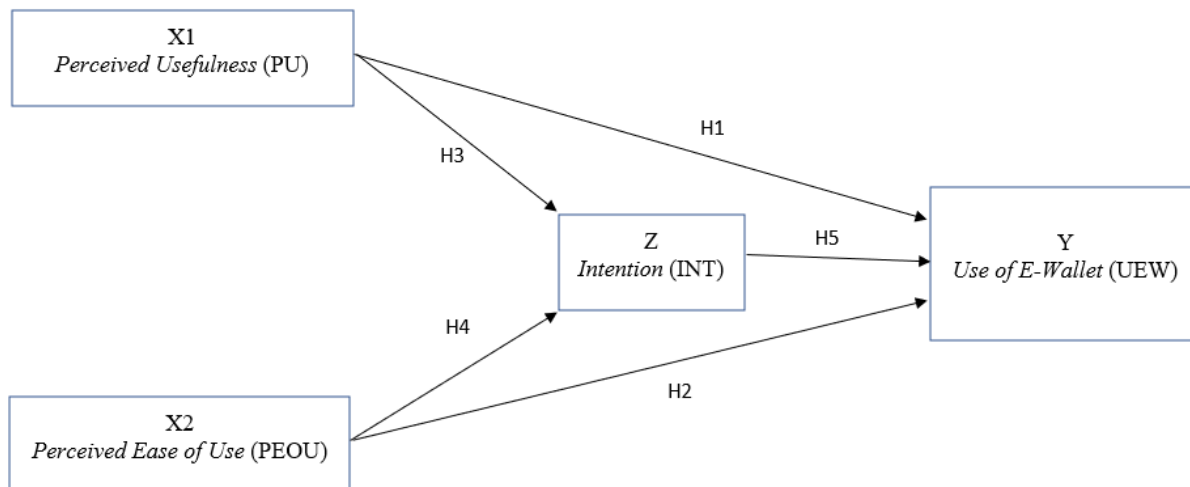 X1
Perceived Usefulness (PU)
H1
H3
Z
Intention (INT)
H5
Y
Use of E-Wallet (UEW)
H4
H2
X2
Perceived Ease of Use (PEOU)